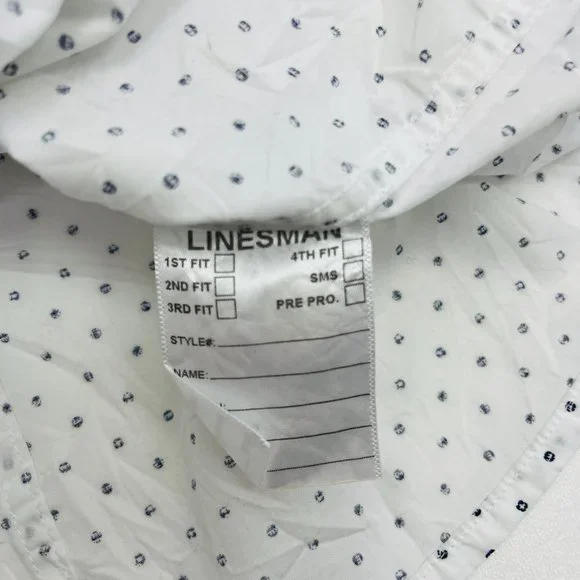 LINESMAN
1ST FIT 4TH FIT
2ND FIT SMS
3RD FIT PRE PRO.
STYLE#:
NAME: